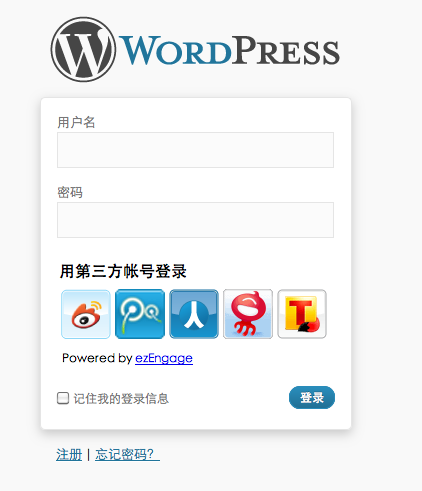 WORDPRESS
用户名
密码
用第三方帐号登录
Powered by ezEngage
记住我的登录信息
登录
注册 | 忘记密码？